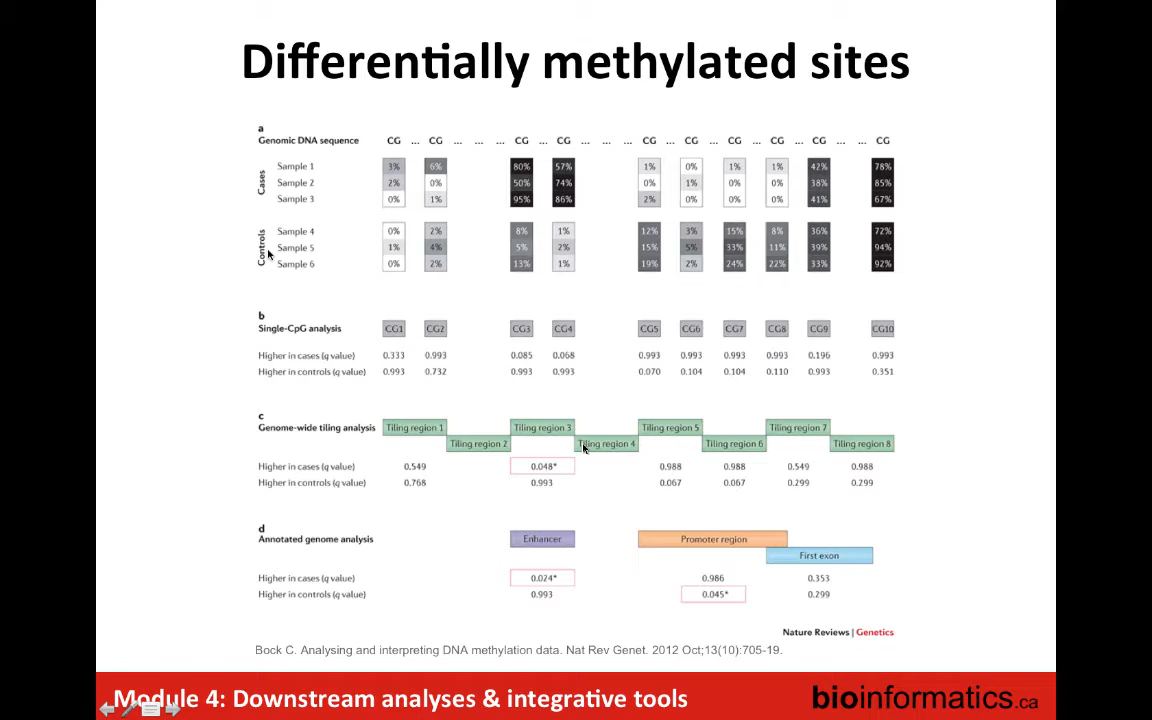 Differentially methylated sites
a
Genomic DNA sequence CG ... CG ... ... ... CG ... CG ... ... ... CG ... CG ... CG ... CG ... CG ... ... CG
Cases
Sample 1 3% 6% 80% 57% 1% 0% 1% 1% 42% 78%
Sample 2 2% 0% 50% 74% 0% 1% 0% 0% 38% 85%
Sample 3 0% 1% 95% 86% 2% 0% 0% 0% 41% 67%
Controls
Sample 4 0% 2% 8% 1% 12% 3% 15% 8% 36% 72%
Sample 5 1% 4% 5% 2% 15% 5% 33% 11% 39% 94%
Sample 6 0% 2% 13% 1% 19% 2% 24% 22% 33% 92%
b
Single-CpG analysis CG1 CG2 CG3 CG4 CG5 CG6 CG7 CG8 CG9 CG10
Higher in cases (q value) 0.333 0.993 0.085 0.068 0.993 0.993 0.993 0.993 0.196 0.993
Higher in controls (q value) 0.993 0.732 0.993 0.993 0.070 0.104 0.104 0.110 0.993 0.351
c
Genome-wide tiling analysis Tiling region 1 Tiling region 3 Tiling region 5 Tiling region 7
Tiling region 2 Tiling region 4 Tiling region 6 Tiling region 8
Higher in cases (q value) 0.549 0.048* 0.988 0.988 0.549 0.988
Higher in controls (q value) 0.768 0.993 0.067 0.067 0.299 0.299
d
Annotated genome analysis Enhancer Promoter region
First exon
Higher in cases (q value) 0.024* 0.986 0.353
Higher in controls (q value) 0.993 0.045* 0.299
Nature Reviews | Genetics
Bock C. Analysing and interpreting DNA methylation data. Nat Rev Genet. 2012 Oct;13(10):705-19.
Module 4: Downstream analyses & integrative tools
bioinformatics.ca